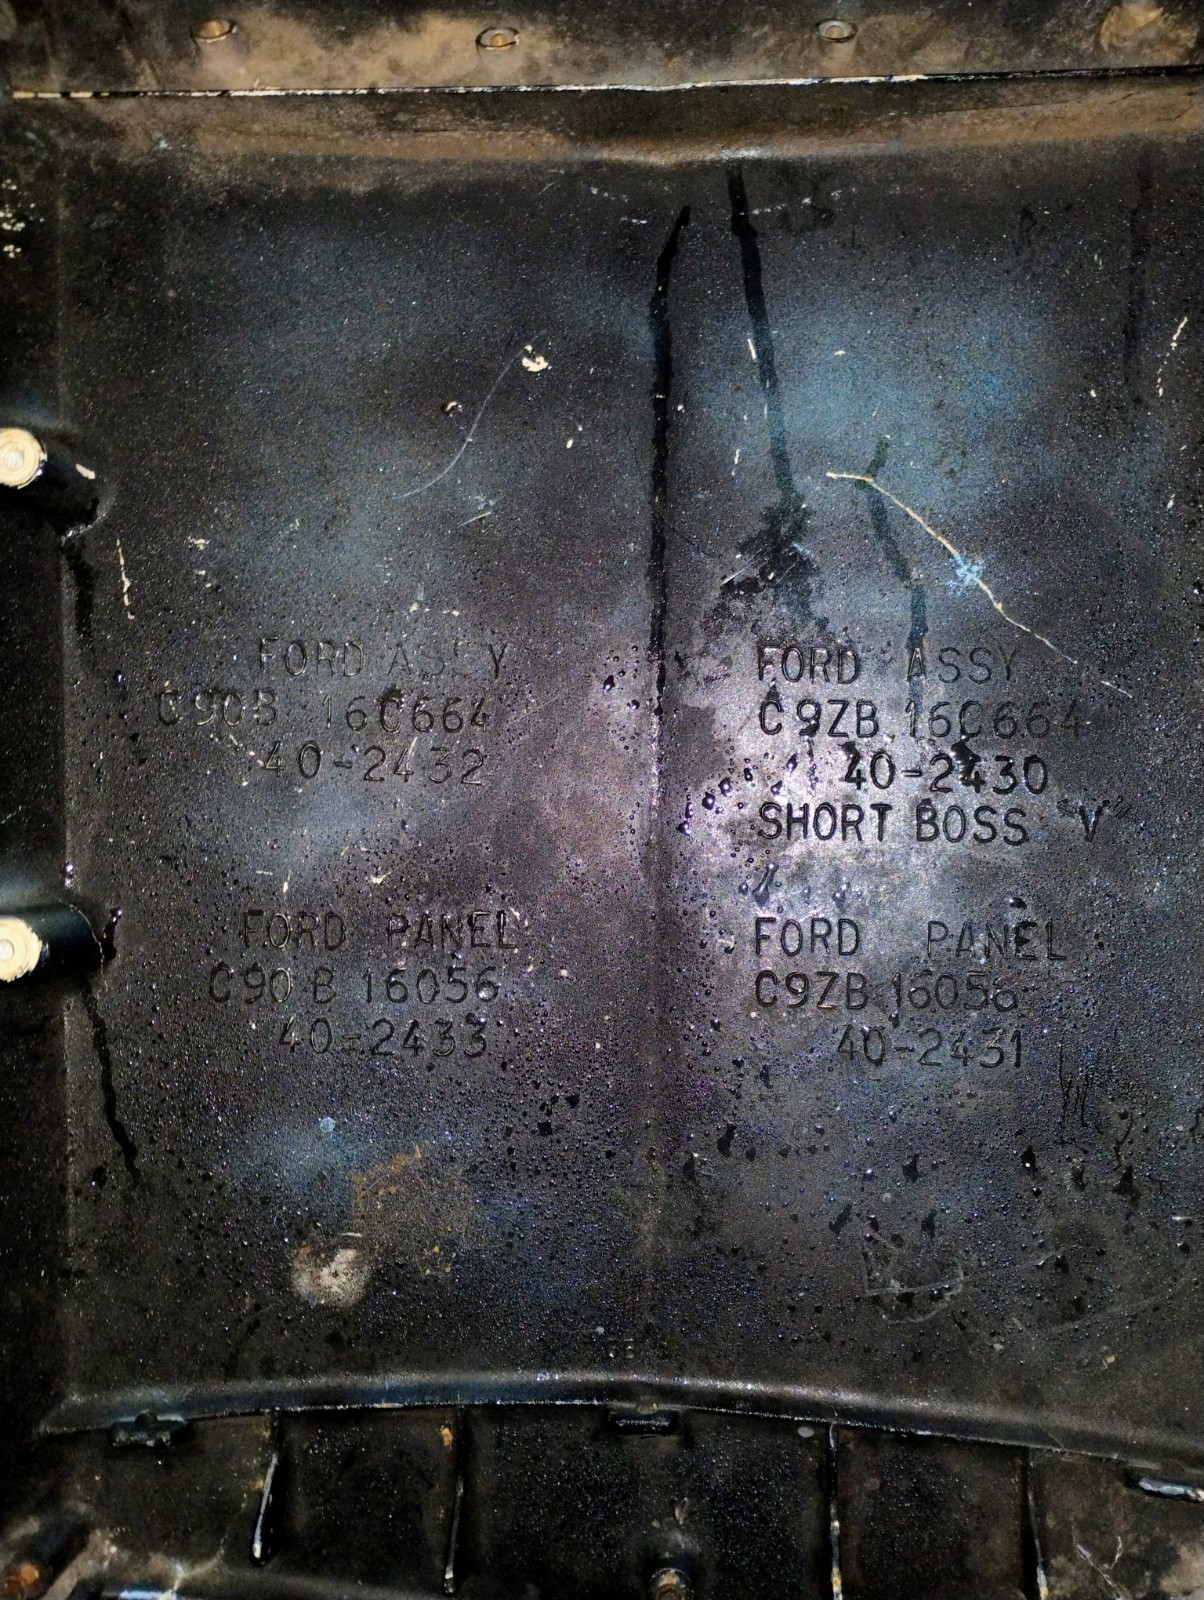 FORD ASSY
C9OB 16C664
40-2432
FORD ASSY
C9ZB 16C664
40-2430
SHORT BOSS "V"
FORD PANEL
C9O B 16056
40-2433
FORD PANEL
C9ZB 16056
40-2431